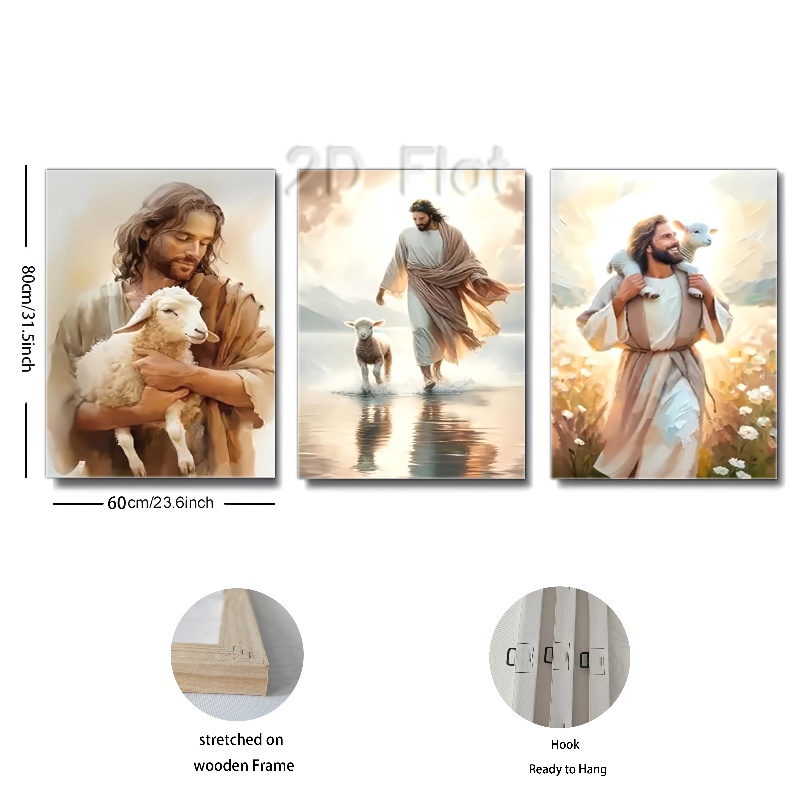 2D Flat
80cm/31.5inch
60cm/23.6inch
stretched on
wooden Frame
Hook
Ready to Hang